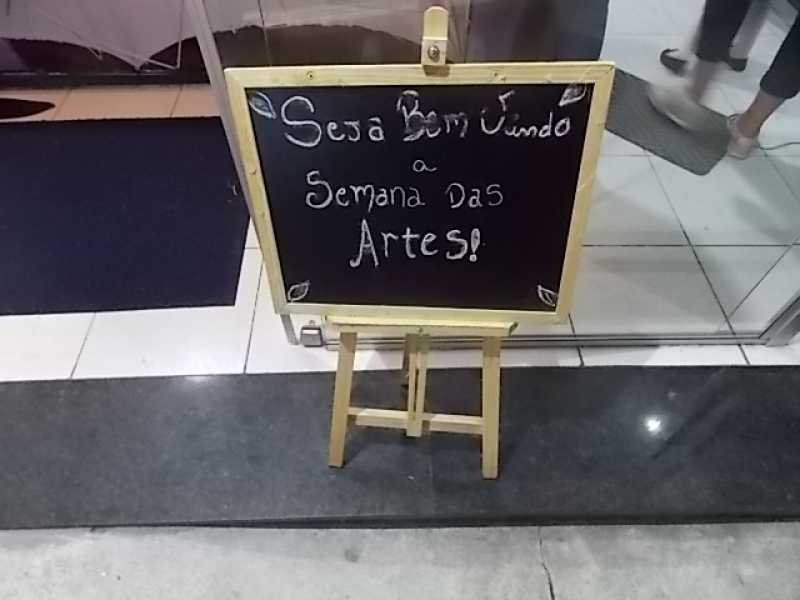 Seja Bem Vindo
a
Semana Das
Artes!